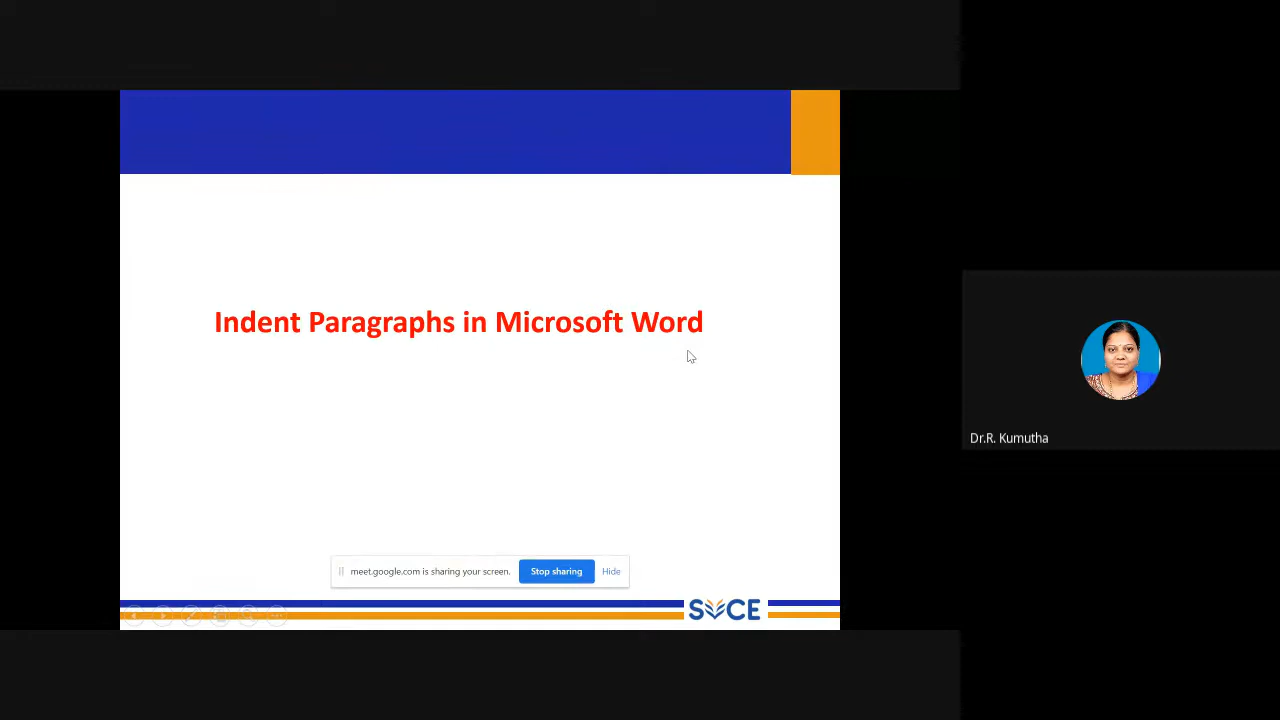 Indent Paragraphs in Microsoft Word
Dr.R. Kumutha
meet.google.com is sharing your screen.
Stop sharing
Hide
SVCE